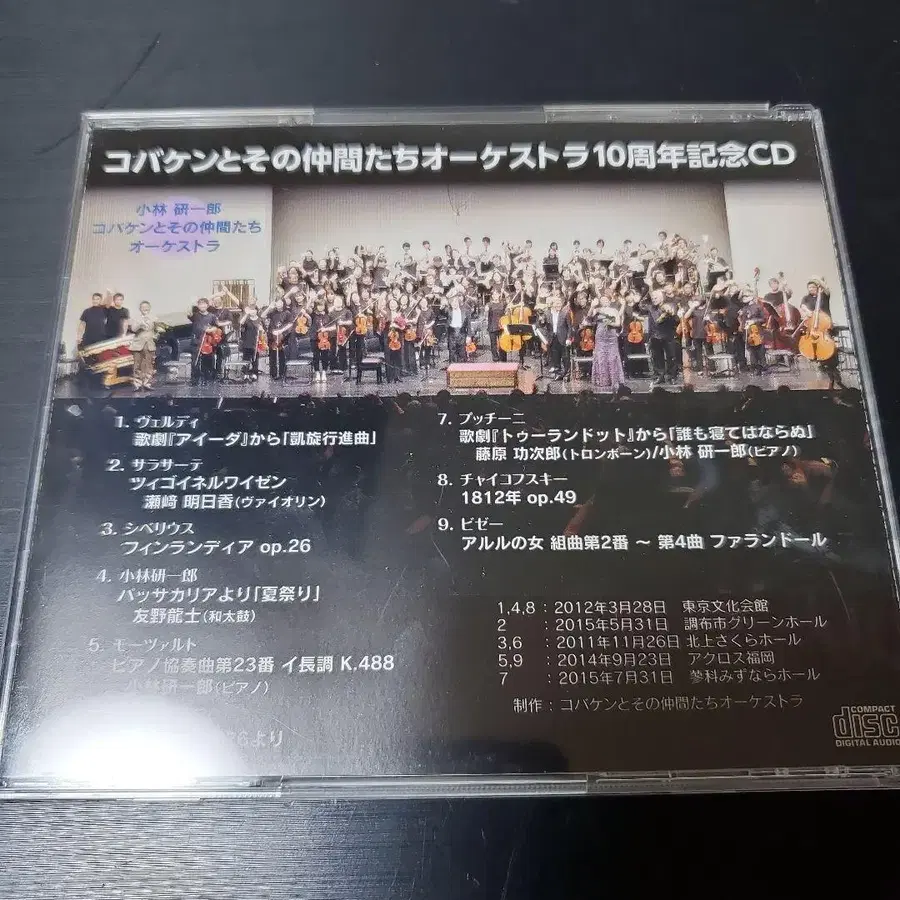 コバケンとその仲間たちオーケストラ10周年記念CD
小林 研一郎
コバケンとその仲間たち
オーケストラ
1. ヴェルディ
歌劇『アイーダ』から「凱旋行進曲」
2. サラサーテ
ツィゴイネルワイゼン
瀬﨑 明日香(ヴァイオリン)
3. シベリウス
フィンランディア op.26
4. 小林研一郎
パッサカリアより「夏祭り」
友野龍士(和太鼓)
5. モーツァルト
ピアノ協奏曲第23番 イ長調 K.488
小林研一郎(ピアノ)
より
7. プッチーニ
歌劇『トゥーランドット』から「誰も寝てはならぬ」
藤原 功次郎(トロンボーン)/小林 研一郎(ピアノ)
8. チャイコフスキー
1812年 op.49
9. ビゼー
アルルの女 組曲第2番 ～ 第4曲 ファランドール
1,4,8 : 2012年3月28日 東京文化会館
2 : 2015年5月31日 調布市グリーンホール
3,6 : 2011年11月26日 北上さくらホール
5,9 : 2014年9月23日 アクロス福岡
7 : 2015年7月31日 蓼科みずならホール
制作 : コバケンとその仲間たちオーケストラ
COMPACT
disc
DIGITAL AUDIO